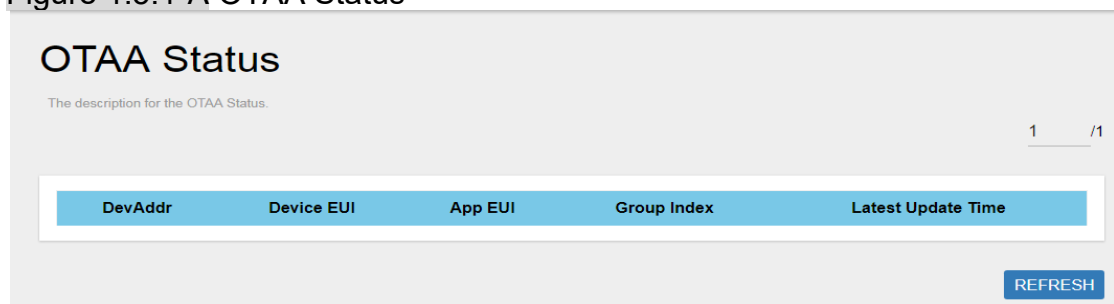 OTAA Status
The description for the OTAA Status.
1 /1
DevAddr Device EUI App EUI Group Index Latest Update Time
REFRESH